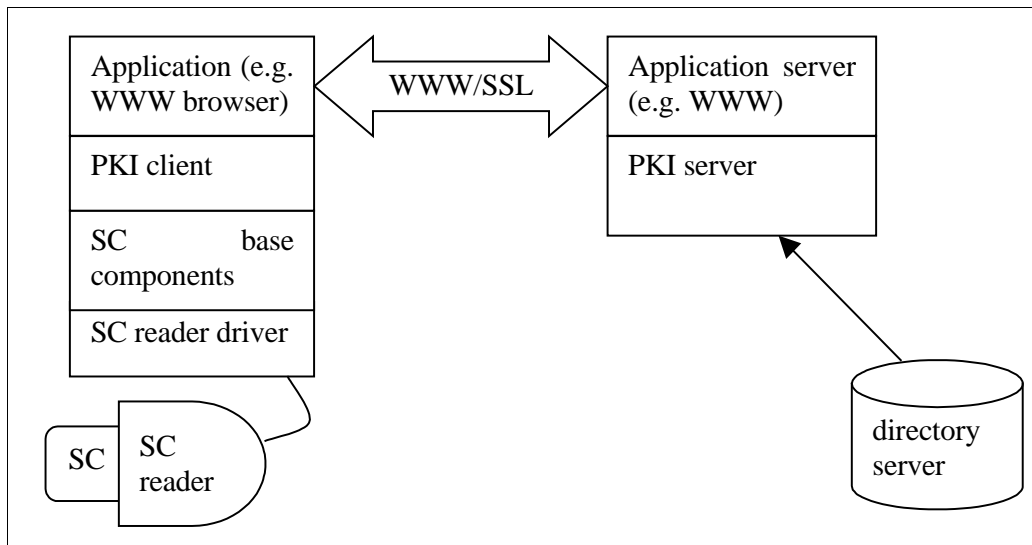 Application (e.g.
WWW browser)
PKI client
SC base
components
SC reader driver
SC
SC
reader
WWW/SSL
Application server
(e.g. WWW)
PKI server
directory
server